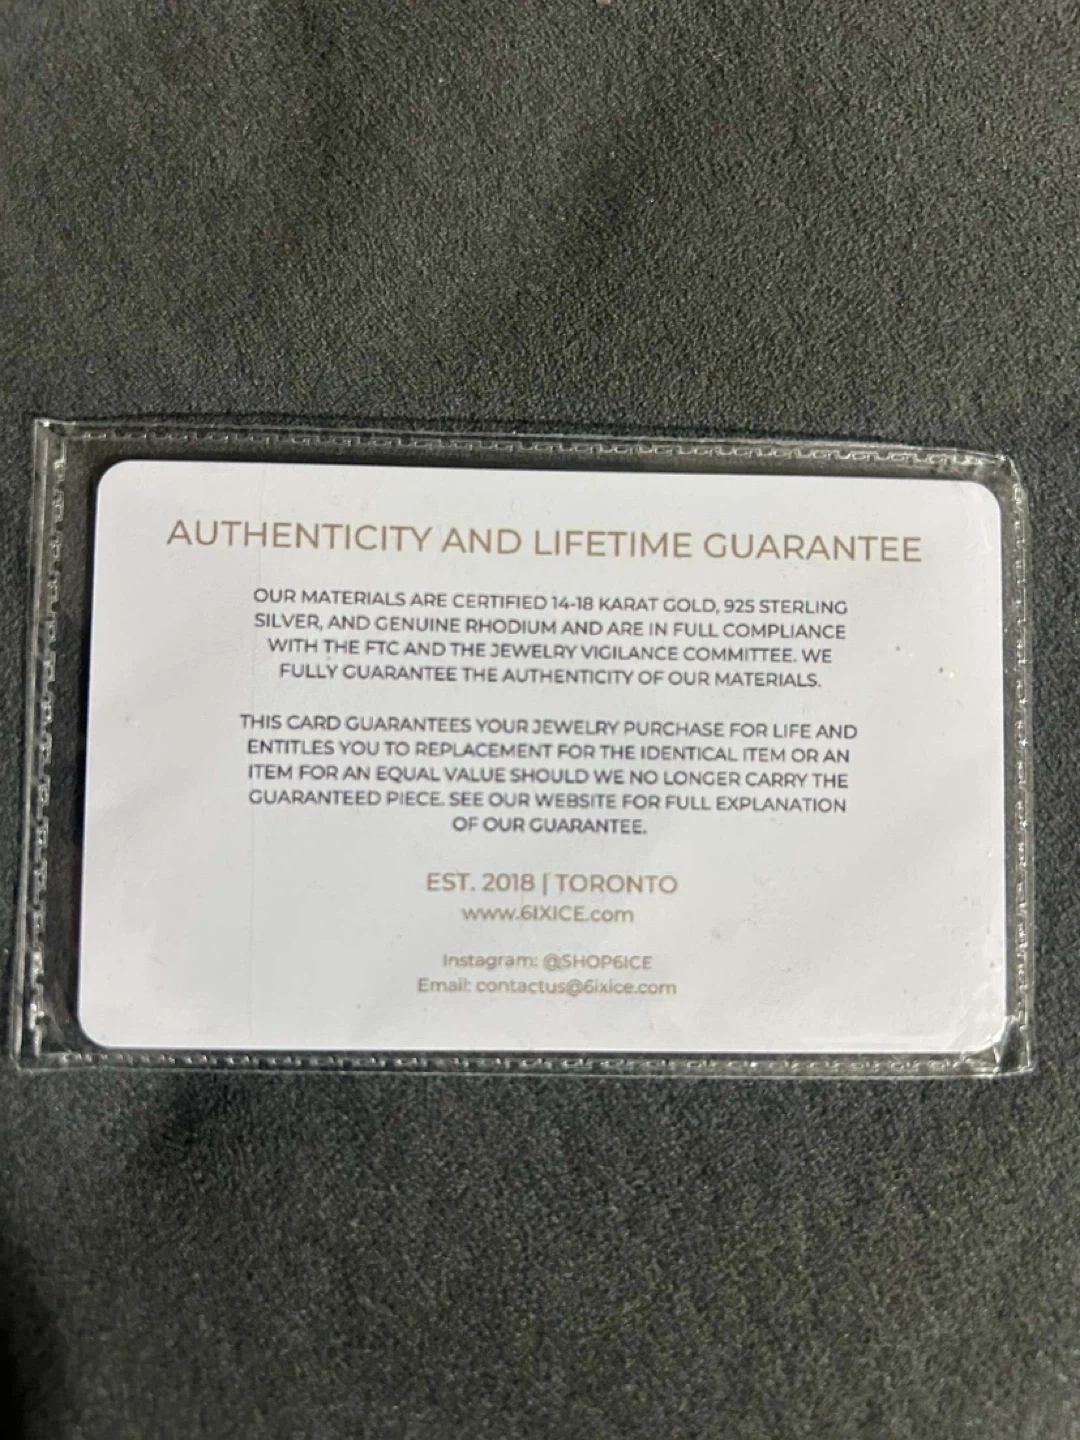 AUTHENTICITY AND LIFETIME GUARANTEE
OUR MATERIALS ARE CERTIFIED 14-18 KARAT GOLD, 925 STERLING
SILVER, AND GENUINE RHODIUM AND ARE IN FULL COMPLIANCE
WITH THE FTC AND THE JEWELRY VIGILANCE COMMITTEE. WE
FULLY GUARANTEE THE AUTHENTICITY OF OUR MATERIALS.
THIS CARD GUARANTEES YOUR JEWELRY PURCHASE FOR LIFE AND
ENTITLES YOU TO REPLACEMENT FOR THE IDENTICAL ITEM OR AN
ITEM FOR AN EQUAL VALUE SHOULD WE NO LONGER CARRY THE
GUARANTEED PIECE. SEE OUR WEBSITE FOR FULL EXPLANATION
OF OUR GUARANTEE.
EST. 2018 | TORONTO
www.6IXICE.com
Instagram: @SHOP6ICE
Email: contactus@6ixice.com